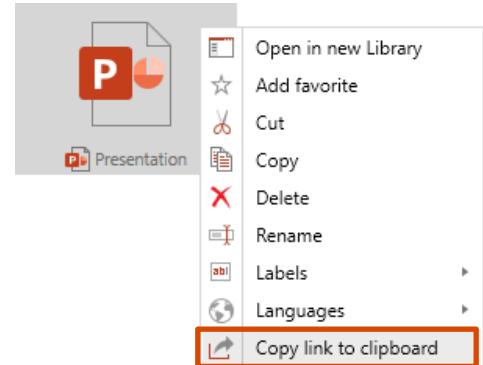 P
Presentation
Open in new Library
Add favorite
Cut
Copy
Delete
Rename
abl
Labels
Languages
Copy link to clipboard